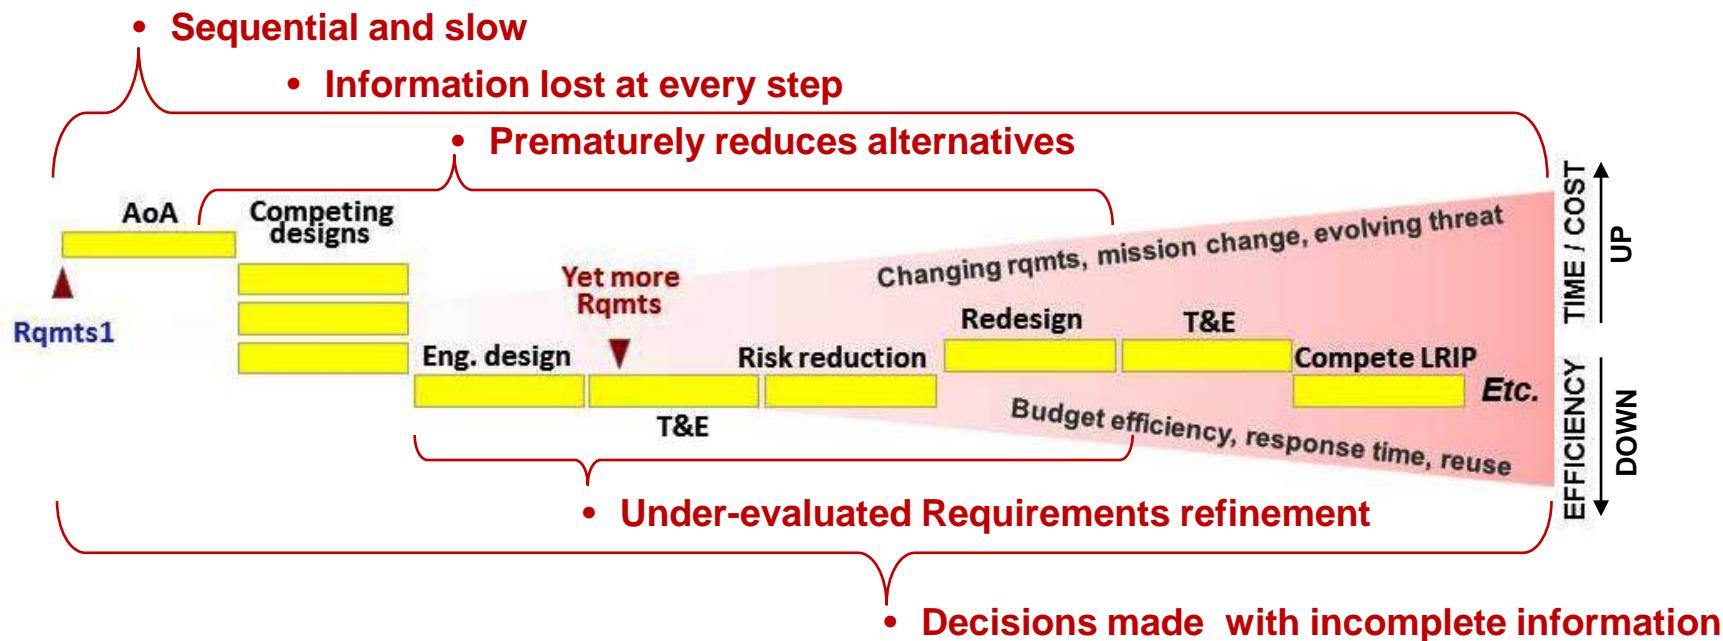 • Sequential and slow
• Information lost at every step
• Prematurely reduces alternatives
AoA
Competing
designs
Rqmts1
Yet more
Rqmts
Eng. design
T&E
Risk reduction
Redesign
T&E
Compete LRIP
Etc.
Changing rqmts, mission change, evolving threat
Budget efficiency, response time, reuse
TIME / COST
UP
EFFICIENCY
DOWN
• Under-evaluated Requirements refinement
• Decisions made  with incomplete information